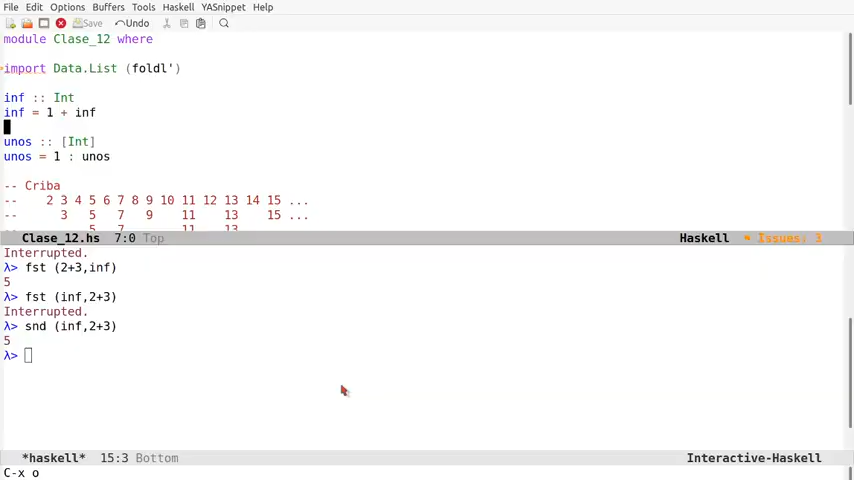 File Edit Options Buffers Tools Haskell YASnippet Help
Save Undo
module Clase_12 where
import Data.List (foldl')
inf :: Int
inf = 1 + inf
unos :: [Int]
unos = 1 : unos
-- Criba
-- 2 3 4 5 6 7 8 9 10 11 12 13 14 15 ...
-- 3 5 7 9 11 13 15 ...
5 7 11 13
Clase_12.hs 7:0 Top Haskell Issues: 3
Interrupted.
λ> fst (2+3,inf)
5
λ> fst (inf,2+3)
Interrupted.
λ> snd (inf,2+3)
5
λ>
*haskell* 15:3 Bottom Interactive-Haskell
C-x o